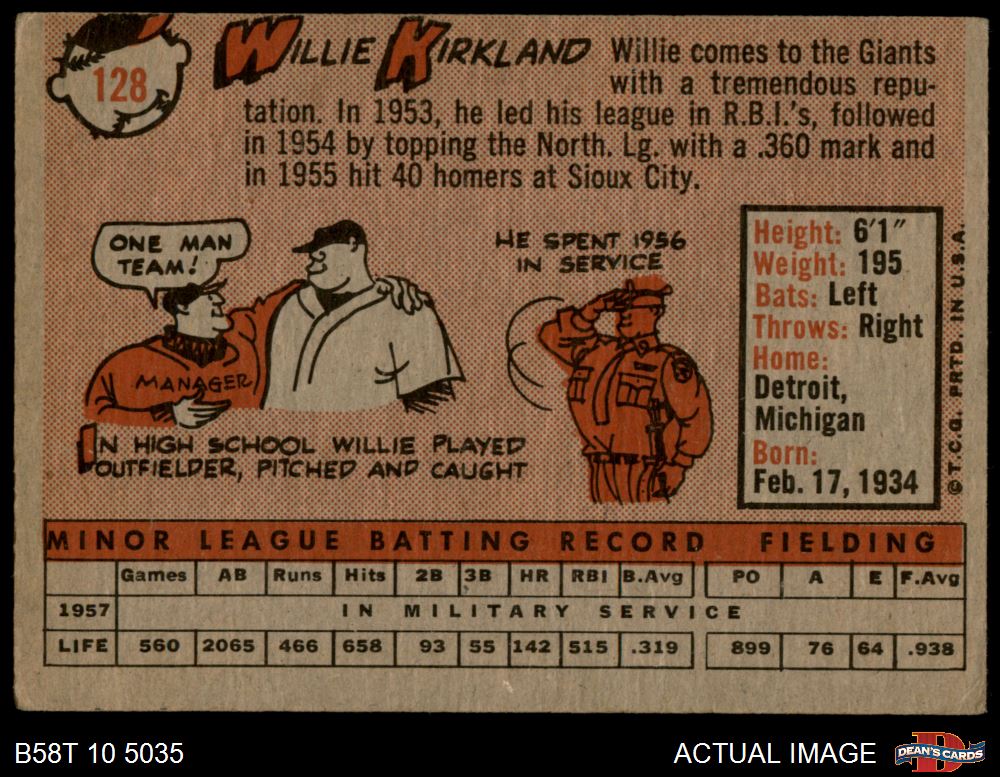 128
WILLIE KIRKLAND
Willie comes to the Giants
with a tremendous repu-
tation. In 1953, he led his league in R.B.I.'s, followed
in 1954 by topping the North. Lg. with a .360 mark and
in 1955 hit 40 homers at Sioux City.
ONE MAN
TEAM!
MANAGER
IN HIGH SCHOOL WILLIE PLAYED
OUTFIELDER, PITCHED AND CAUGHT
HE SPENT 1956
IN SERVICE
Height: 6'1"
Weight: 195
Bats: Left
Throws: Right
Home:
Detroit,
Michigan
Born:
Feb. 17, 1934
©T.C.G. PRTD. IN U.S.A.
MINOR LEAGUE BATTING RECORD FIELDING
Games AB Runs Hits 2B 3B HR RBI B.Avg PO A E F.Avg
1957 IN MILITARY SERVICE
LIFE 560 2065 466 658 93 55 142 515 .319 899 76 64 .938
B58T 10 5035
ACTUAL IMAGE
D
DEAN'S CARDS